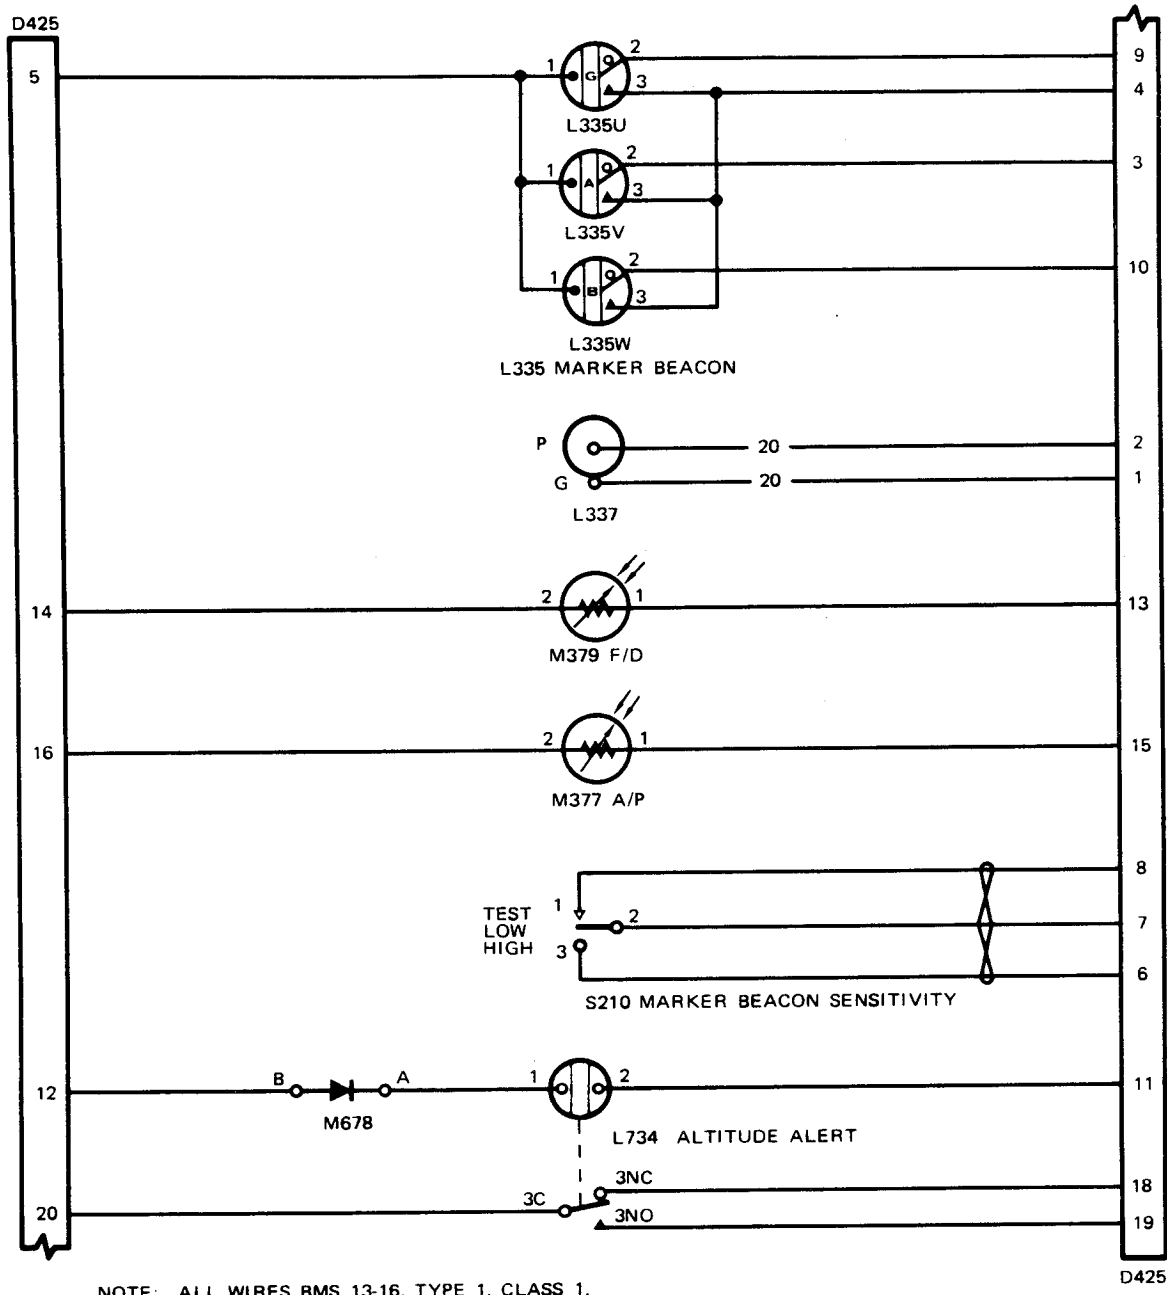 D425
5
1
G
2
9
3
4
L335U
1
A
2
3
3
L335V
1
B
2
10
3
L335W
L335 MARKER BEACON
P
20
2
G
20
1
L337
14
2
1
13
M379 F/D
16
2
1
15
M377 A/P
8
TEST
LOW
HIGH
1
2
7
3
6
S210 MARKER BEACON SENSITIVITY
12
B
A
1
2
11
M678
L734 ALTITUDE ALERT
3NC
18
20
3C
3NO
19
D425
NOTE: ALL WIRES BMS 13-16, TYPE 1, CLASS 1.